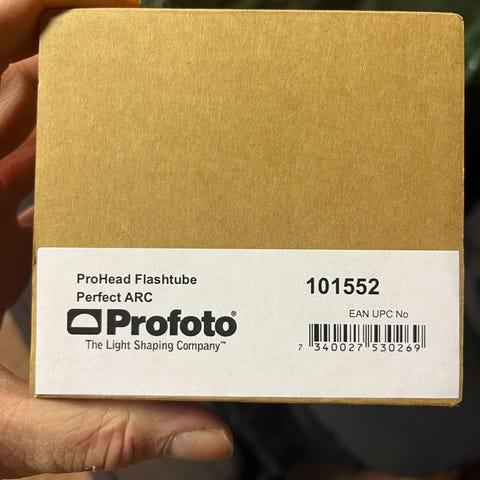 ProHead Flashtube
Perfect ARC
Profoto®
The Light Shaping Company™
101552
EAN UPC No
7 340027 530269